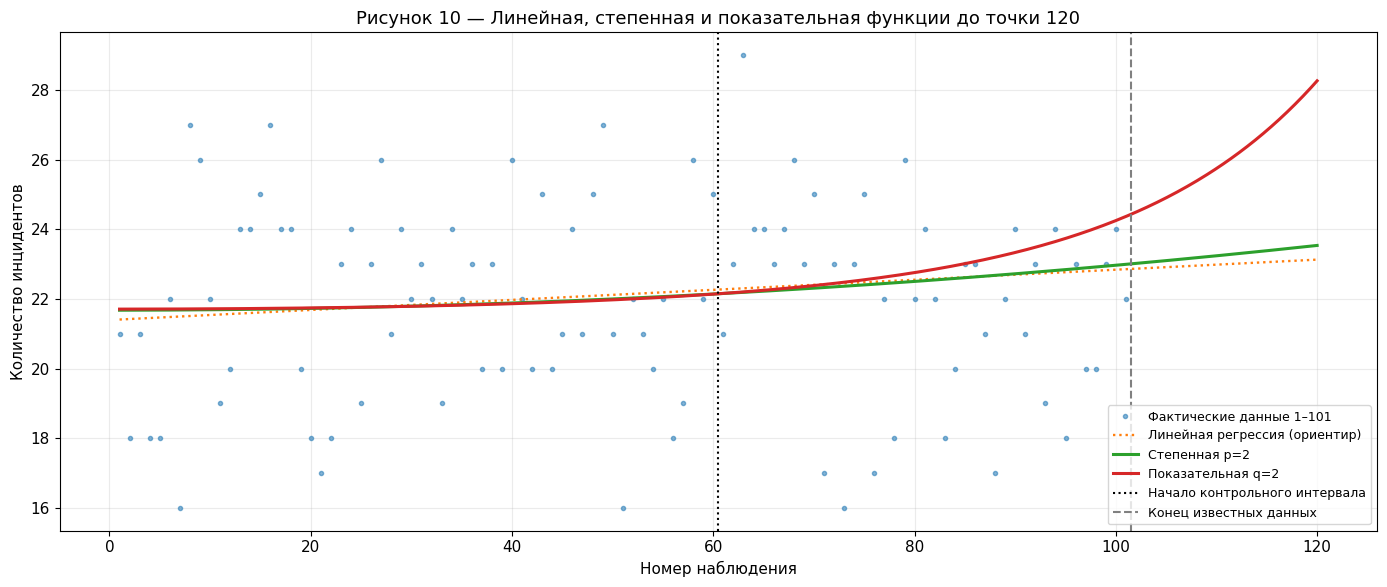 Рисунок 10 — Линейная, степенная и показательная функции до точки 120
Количество инцидентов
28
26
24
22
20
18
16
0
20
40
60
80
100
120
Номер наблюдения
Фактические данные 1–101
Линейная регрессия (ориентир)
Степенная p=2
Показательная q=2
Начало контрольного интервала
Конец известных данных